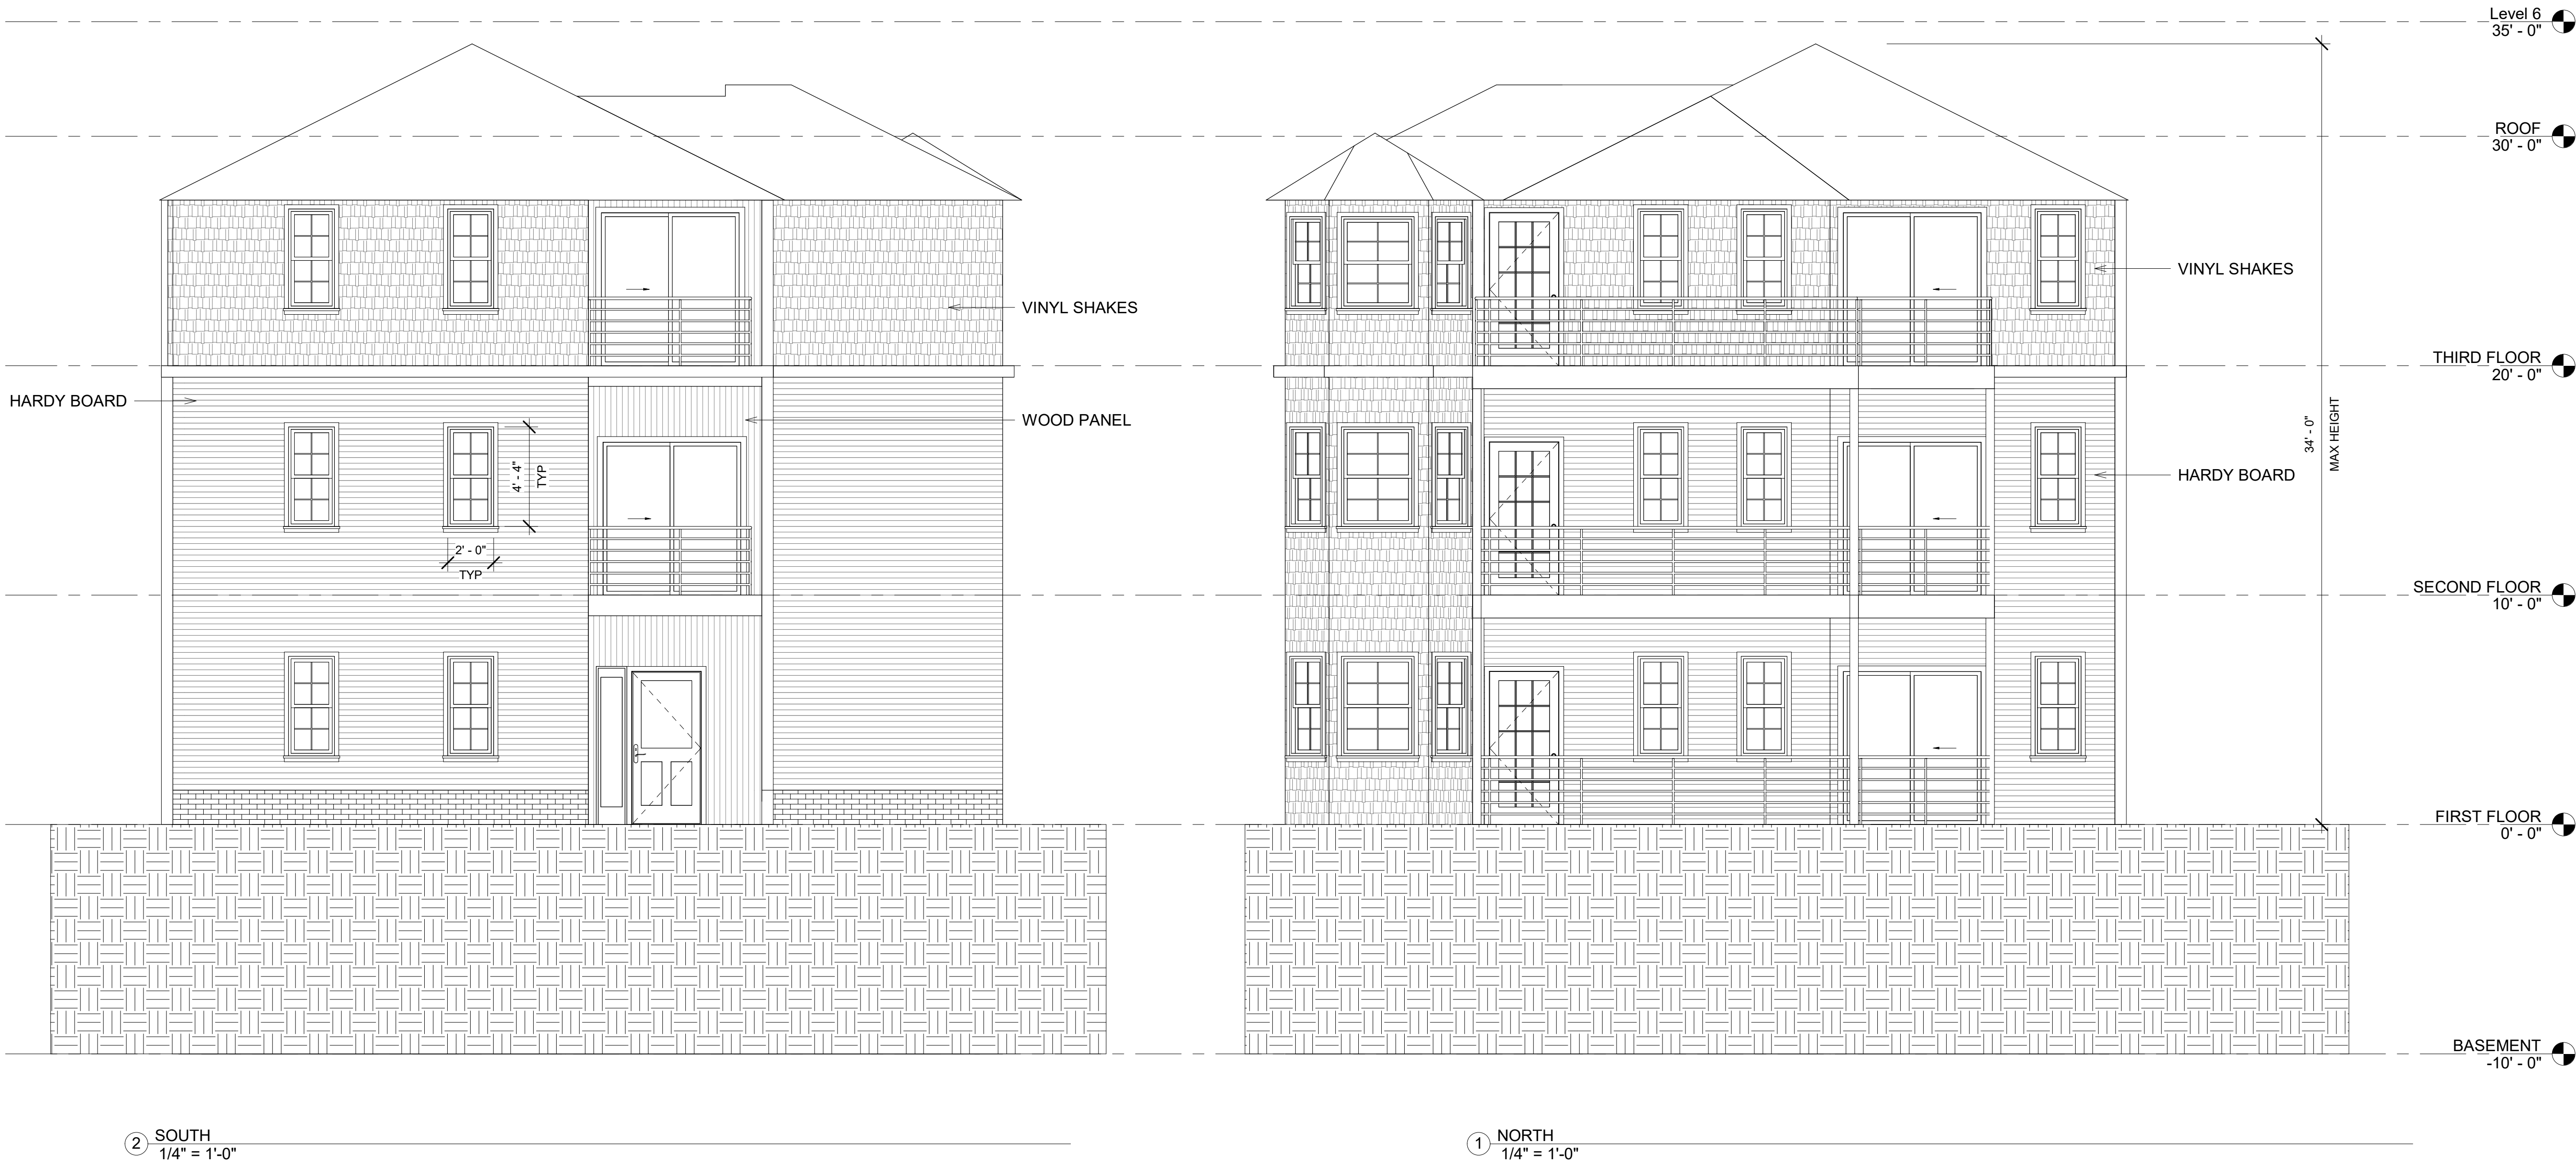 Level 6
35' - 0"
ROOF
30' - 0"
VINYL SHAKES
VINYL SHAKES
THIRD FLOOR
20' - 0"
HARDY BOARD
WOOD PANEL
34' - 0"
MAX HEIGHT
4' - 4"
TYP
HARDY BOARD
2' - 0"
TYP
SECOND FLOOR
10' - 0"
FIRST FLOOR
0' - 0"
BASEMENT
-10' - 0"
2 SOUTH
1/4" = 1'-0"
1 NORTH
1/4" = 1'-0"